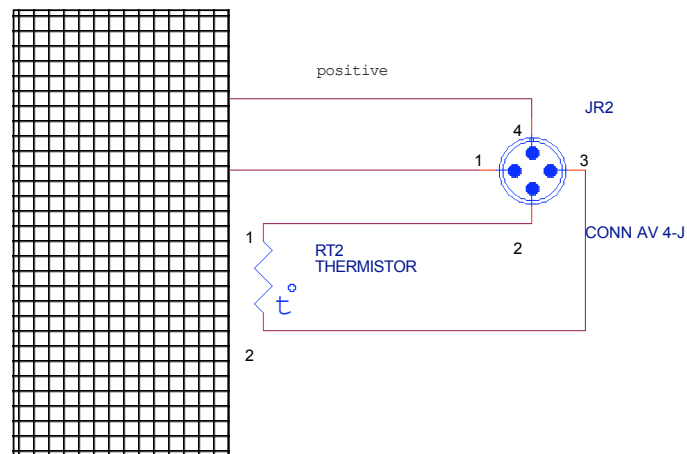 positive
JR2
4
1
3
CONN AV 4-J
2
1
RT2
THERMISTOR
t°
2